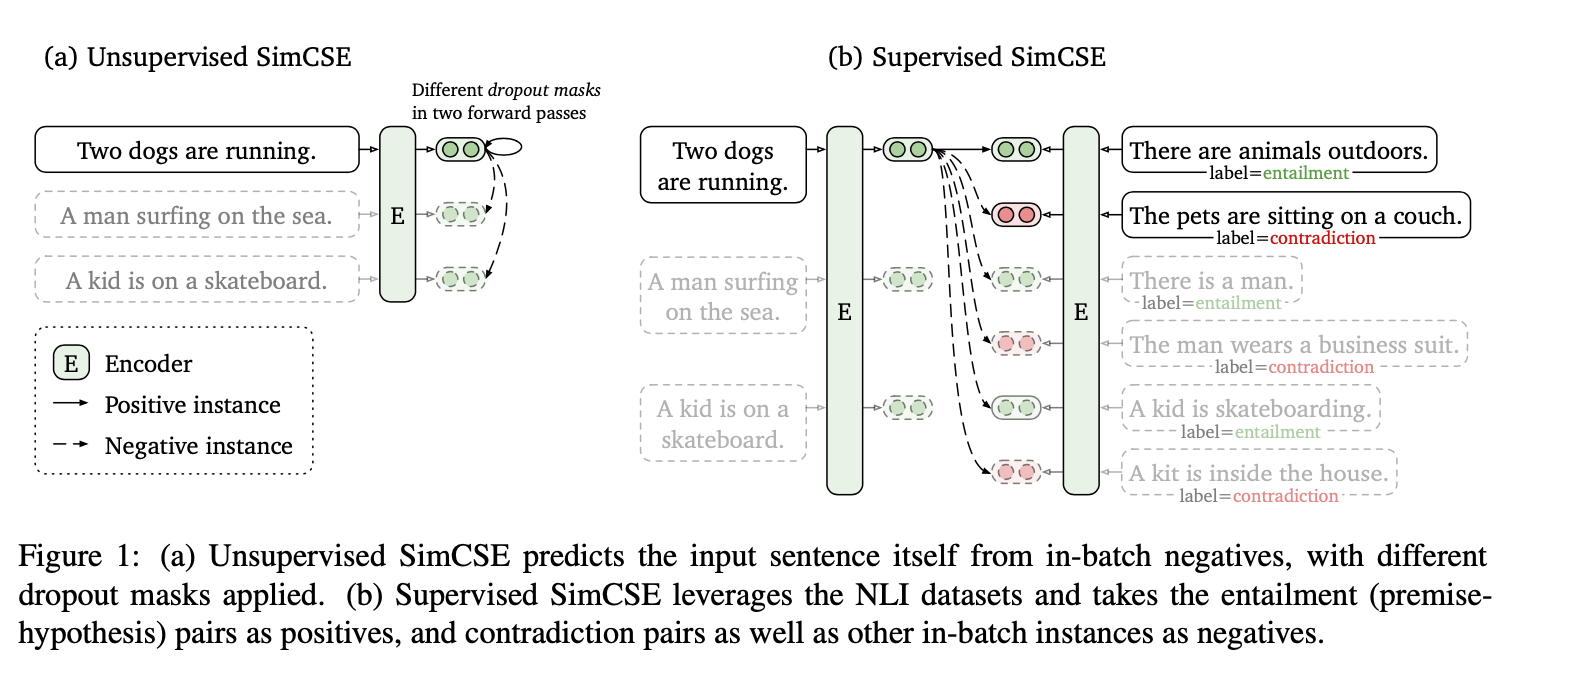 (a) Unsupervised SimCSE
Different dropout masks
in two forward passes
Two dogs are running.
A man surfing on the sea.
A kid is on a skateboard.
E
E Encoder
Positive instance
Negative instance
(b) Supervised SimCSE
Two dogs
are running.
A man surfing
on the sea.
A kid is on a
skateboard.
E
E
There are animals outdoors.
label=entailment
The pets are sitting on a couch.
label=contradiction
There is a man.
label=entailment
The man wears a business suit.
label=contradiction
A kid is skateboarding.
label=entailment
A kit is inside the house.
label=contradiction
Figure 1: (a) Unsupervised SimCSE predicts the input sentence itself from in-batch negatives, with different
dropout masks applied. (b) Supervised SimCSE leverages the NLI datasets and takes the entailment (premise-
hypothesis) pairs as positives, and contradiction pairs as well as other in-batch instances as negatives.